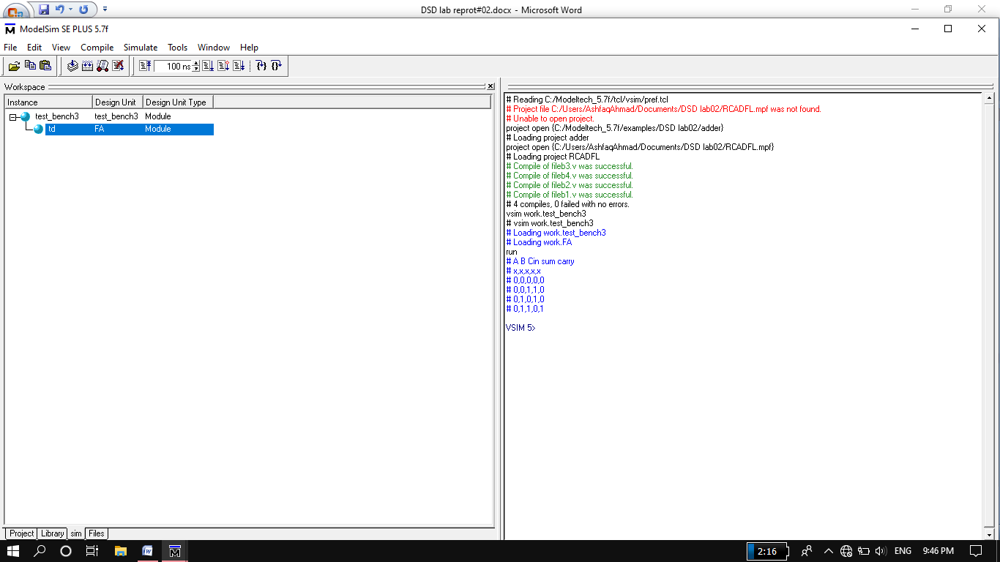 DSD lab reprot#02.docx - Microsoft Word
ModelSim SE PLUS 5.7f
File Edit View Compile Simulate Tools Window Help
100 ns
Workspace
Instance Design Unit Design Unit Type
test_bench3 test_bench3 Module
td FA Module
# Reading C:/Modeltech_5.7f/tcl/vsim/pref.tcl
# Project file C:/Users/AshfaqAhmad/Documents/DSD lab02/RCADFL.mpf was not found.
# Unable to open project.
project open {C:/Modeltech_5.7f/examples/DSD lab02/adder}
# Loading project adder
project open {C:/Users/AshfaqAhmad/Documents/DSD lab02/RCADFL.mpf}
# Loading project RCADFL
# Compile of fileb3.v was successful.
# Compile of fileb4.v was successful.
# Compile of fileb2.v was successful.
# Compile of fileb1.v was successful.
# 4 compiles, 0 failed with no errors.
vsim work.test_bench3
# vsim work.test_bench3
# Loading work.test_bench3
# Loading work.FA
run
# A B Cin sum carry
# x,x,x,x,x
# 0,0,0,0,0
# 0,0,1,1,0
# 0,1,0,1,0
# 0,1,1,0,1
VSIM 5>
Project Library sim Files
2:16 ENG 9:46 PM